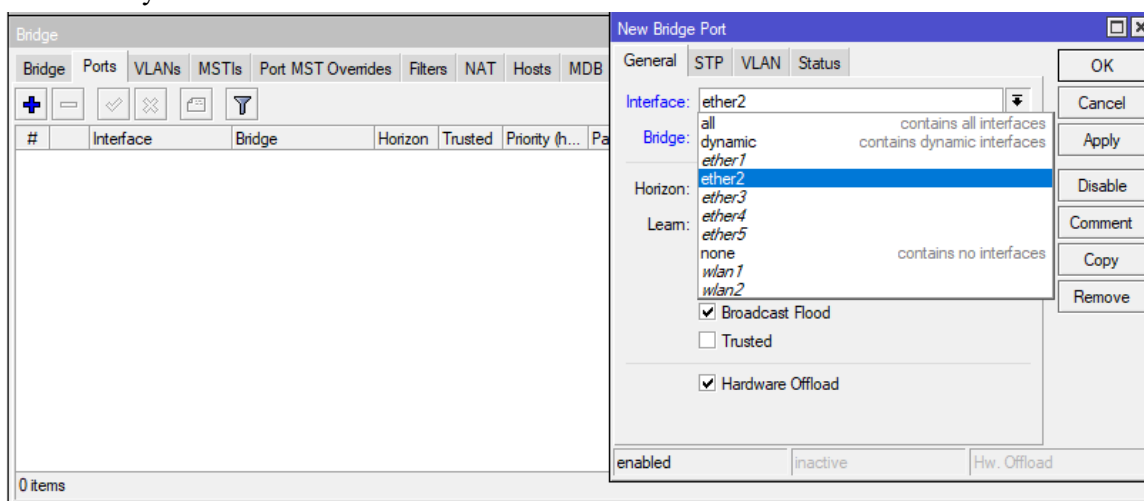 Bridge
Bridge Ports VLANs MSTIs Port MST Overrides Filters NAT Hosts MDB
# Interface Bridge Horizon Trusted Priority (h... Pa
0 items
New Bridge Port
General STP VLAN Status
Interface: ether2
all contains all interfaces
Bridge: dynamic contains dynamic interfaces
ether1
Horizon: ether2
ether3
Learn: ether4
ether5
none contains no interfaces
wlan1
wlan2
Broadcast Flood
Trusted
Hardware Offload
enabled inactive Hw. Offload
OK
Cancel
Apply
Disable
Comment
Copy
Remove